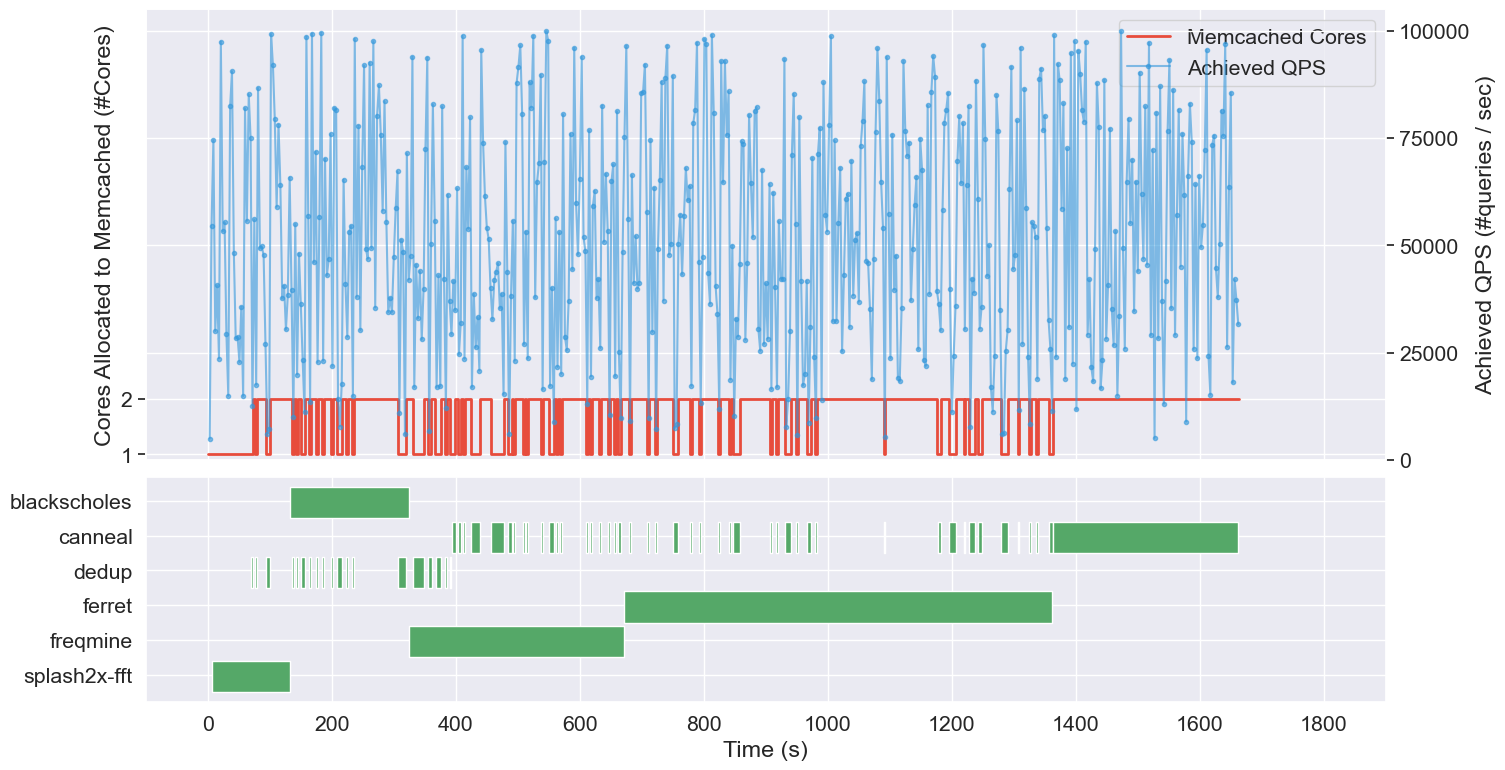 Cores Allocated to Memcached (#Cores)
2
1
Memcached Cores
Achieved QPS
100000
75000
50000
25000
0
Achieved QPS (#queries / sec)
blackscholes
canneal
dedup
ferret
freqmine
splash2x-fft
0 200 400 600 800 1000 1200 1400 1600 1800
Time (s)